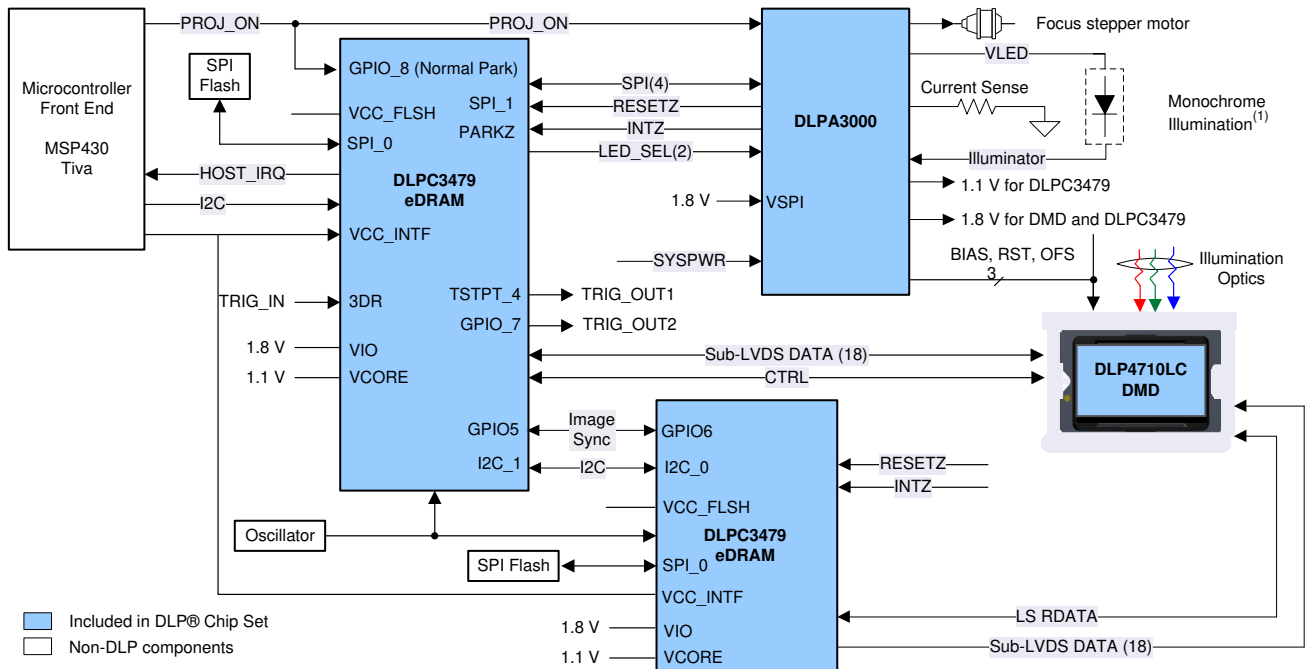 PROJ_ON
PROJ_ON
Focus stepper motor
VLED
Microcontroller
Front End
MSP430
Tiva
SPI
Flash
GPIO_8 (Normal Park)
VCC_FLSH
SPI_0
SPI_1
PARKZ
SPI(4)
RESETZ
INTZ
LED_SEL(2)
DLPA3000
Current Sense
Monochrome
Illumination(1)
Illuminator
HOST_IRQ
I2C
DLPC3479
eDRAM
VCC_INTF
1.8 V
VSPI
1.1 V for DLPC3479
1.8 V for DMD and DLPC3479
SYSPWR
BIAS, RST, OFS
3
Illumination
Optics
TRIG_IN
3DR
TSTPT_4
TRIG_OUT1
GPIO_7
TRIG_OUT2
1.8 V
VIO
1.1 V
VCORE
Sub-LVDS DATA (18)
CTRL
DLP4710LC
DMD
GPIO5
Image
Sync
GPIO6
I2C_1
I2C
I2C_0
RESETZ
INTZ
VCC_FLSH
Oscillator
DLPC3479
eDRAM
SPI Flash
SPI_0
VCC_INTF
LS RDATA
1.8 V
VIO
Sub-LVDS DATA (18)
1.1 V
VCORE
Included in DLP® Chip Set
Non-DLP components